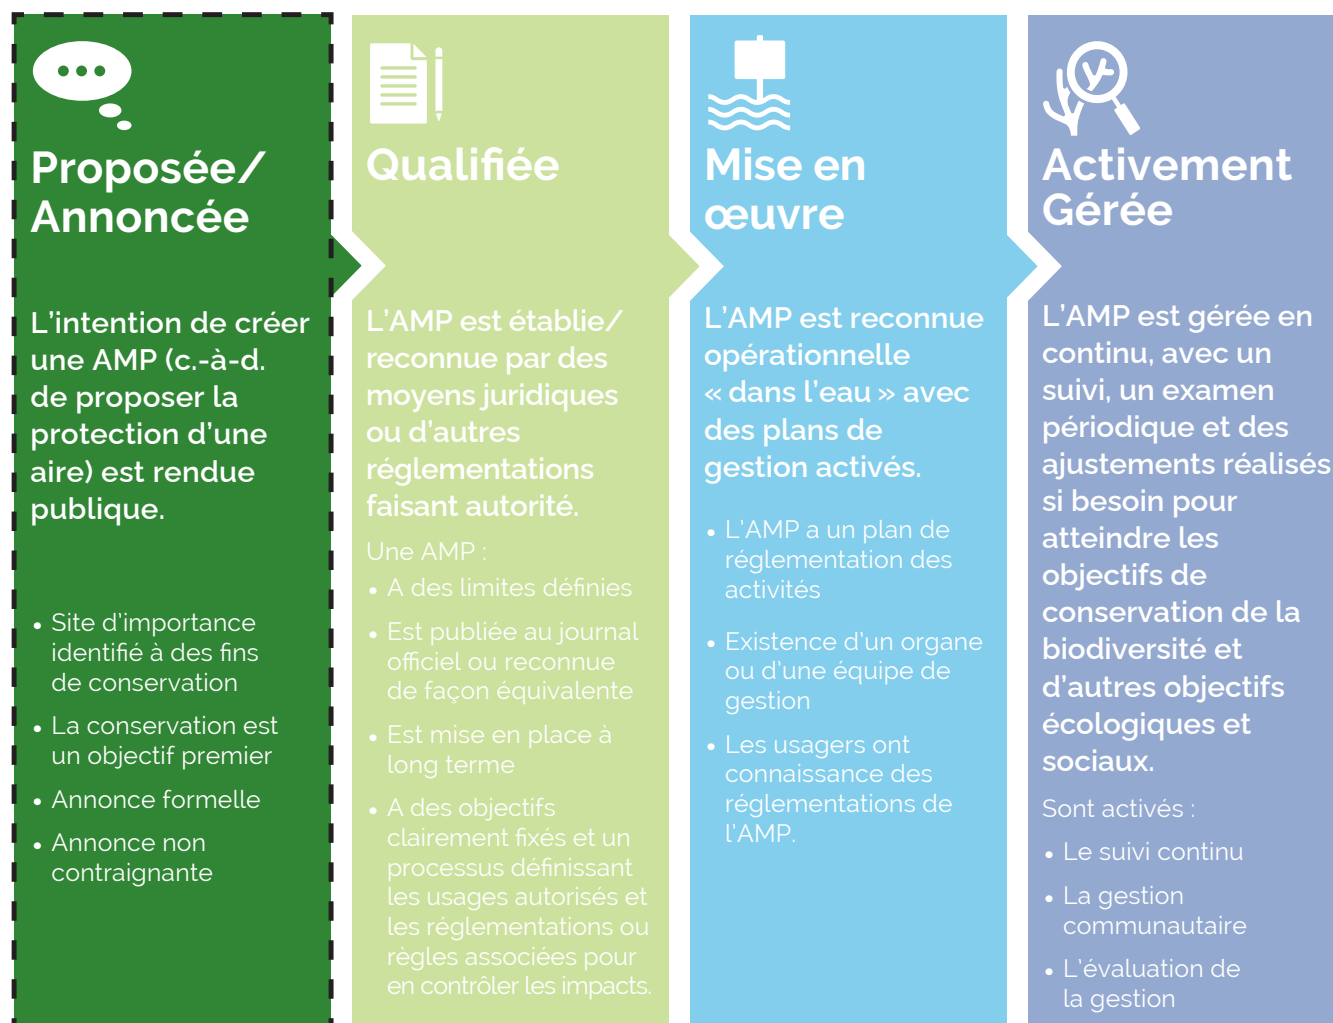 Proposée/
Annoncée
L'intention de créer
une AMP (c.-à-d.
de proposer la
protection d'une
aire) est rendue
publique.
• Site d'importance
identifié à des fins
de conservation
• La conservation est
un objectif premier
• Annonce formelle
• Annonce non
contraignante
Qualifiée
L'AMP est établie/
reconnue par des
moyens juridiques
ou d'autres
réglementations
faisant autorité.
Une AMP :
• A des limites définies
• Est publiée au journal
officiel ou reconnue
de façon équivalente
• Est mise en place à
long terme
• A des objectifs
clairement fixés et un
processus définissant
les usages autorisés et
les réglementations ou
règles associées pour
en contrôler les impacts.
Mise en
œuvre
L'AMP est reconnue
opérationnelle
« dans l'eau » avec
des plans de
gestion activés.
• L'AMP a un plan de
réglementation des
activités
• Existence d'un organe
ou d'une équipe de
gestion
• Les usagers ont
connaissance des
réglementations de
l'AMP.
Activement
Gérée
L'AMP est gérée en
continu, avec un
suivi, un examen
périodique et des
ajustements réalisés
si besoin pour
atteindre les
objectifs de
conservation de la
biodiversité et
d'autres objectifs
écologiques et
sociaux.
Sont activés :
• Le suivi continu
• La gestion
communautaire
• L'évaluation de
la gestion